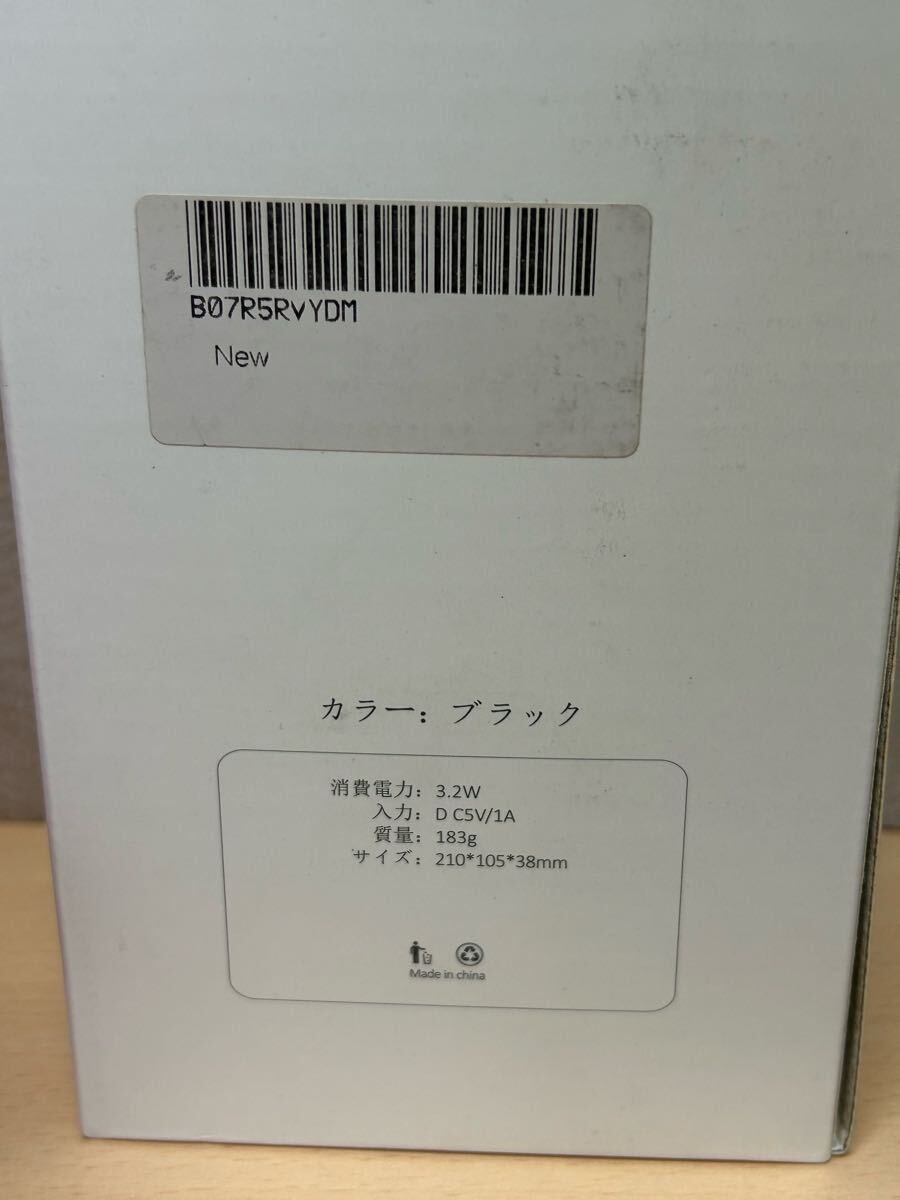 B07R5RVYDM
New
カラー：ブラック
消費電力：3.2W
入力：D C5V/1A
質量：183g
サイズ：210*105*38mm
Made in china